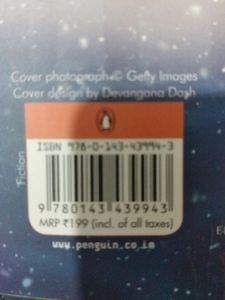 Cover photograph © Getty Images
Cover design by Devangana Dash
Fiction
ISBN 978-0-143-43994-3
9 780143 439943
MRP ₹199 (incl. of all taxes)
www.penguin.co.in